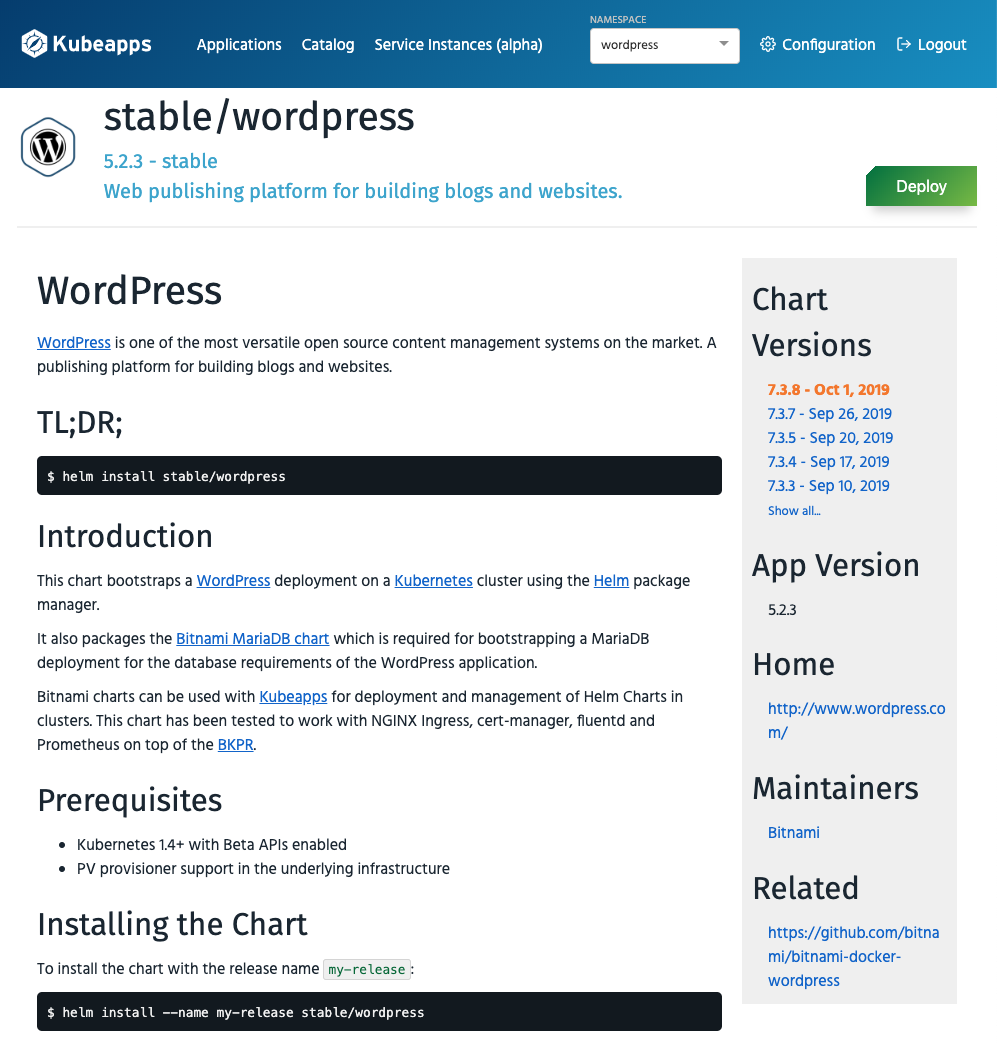 Kubeapps
Applications
Catalog
Service Instances (alpha)
NAMESPACE
wordpress
Configuration
Logout
stable/wordpress
5.2.3 - stable
Web publishing platform for building blogs and websites.
Deploy
WordPress
WordPress is one of the most versatile open source content management systems on the market. A
publishing platform for building blogs and websites.
TL;DR;
$ helm install stable/wordpress
Introduction
This chart bootstraps a WordPress deployment on a Kubernetes cluster using the Helm package
manager.
It also packages the Bitnami MariaDB chart which is required for bootstrapping a MariaDB
deployment for the database requirements of the WordPress application.
Bitnami charts can be used with Kubeapps for deployment and management of Helm Charts in
clusters. This chart has been tested to work with NGINX Ingress, cert-manager, fluentd and
Prometheus on top of the BKPR.
Prerequisites
• Kubernetes 1.4+ with Beta APIs enabled
• PV provisioner support in the underlying infrastructure
Installing the Chart
To install the chart with the release name my-release:
$ helm install --name my-release stable/wordpress
Chart
Versions
7.3.8 - Oct 1, 2019
7.3.7 - Sep 26, 2019
7.3.5 - Sep 20, 2019
7.3.4 - Sep 17, 2019
7.3.3 - Sep 10, 2019
Show all...
App Version
5.2.3
Home
http://www.wordpress.co
m/
Maintainers
Bitnami
Related
https://github.com/bitna
mi/bitnami-docker-
wordpress